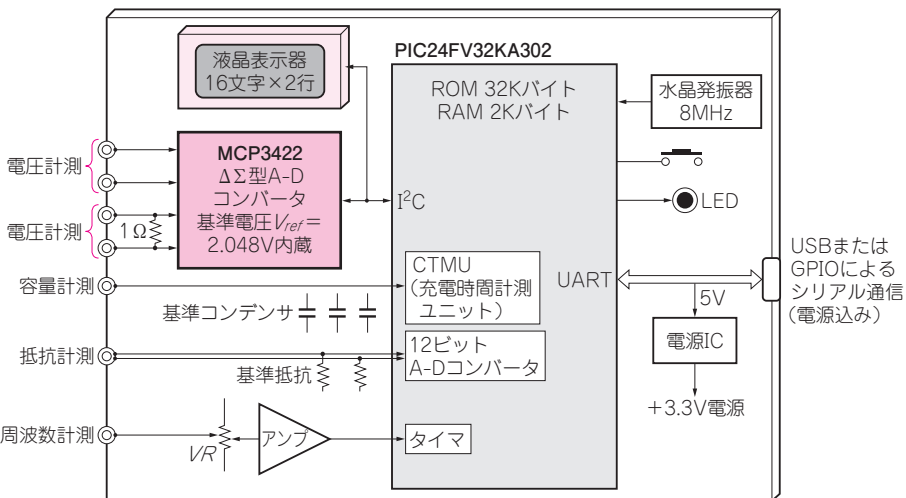 液晶表示器
16文字×2行
PIC24FV32KA302
ROM 32Kバイト
RAM 2Kバイト
水晶発振器
8MHz
電圧計測
MCP3422
ΔΣ型A-D
コンバータ
基準電圧Vref＝
2.048V内蔵
I²C
LED
電圧計測
1Ω
容量計測
CTMU
(充電時間計測
ユニット)
UART
USBまたは
GPIOによる
シリアル通信
(電源込み)
5V
基準コンデンサ
抵抗計測
12ビット
A-Dコンバータ
基準抵抗
電源IC
＋3.3V電源
周波数計測
VR
アンプ
タイマ